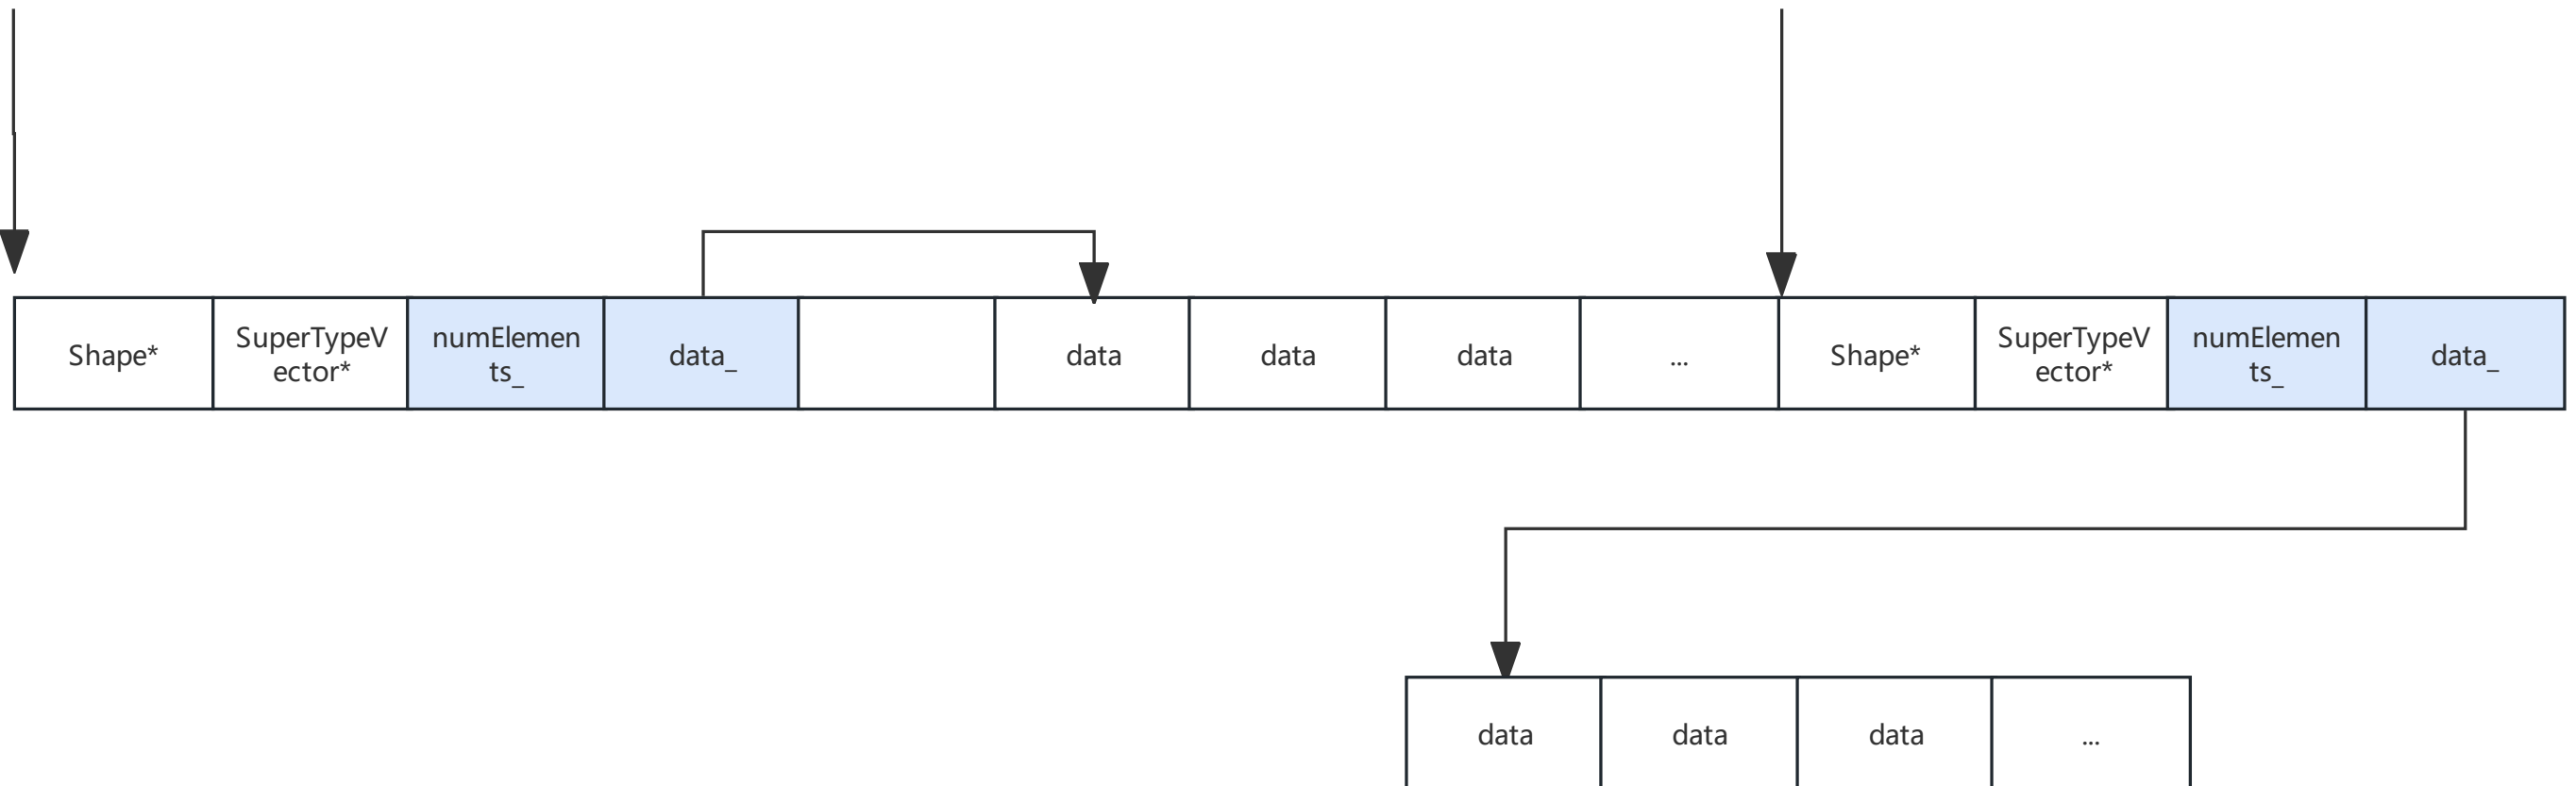 Shape*
SuperTypeV
ector*
numElemen
ts_
data_
data
data
data
...
Shape*
SuperTypeV
ector*
numElemen
ts_
data_
data
data
data
...